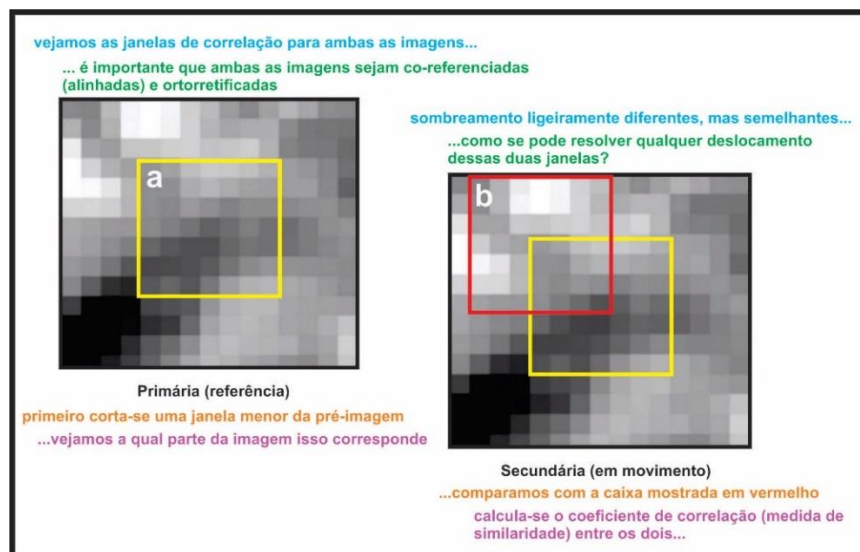 vejamos as janelas de correlação para ambas as imagens...
... é importante que ambas as imagens sejam co-referenciadas
(alinhadas) e ortorretificadas
a
Primária (referência)
primeiro corta-se uma janela menor da pré-imagem
...vejamos a qual parte da imagem isso corresponde
sombreamento ligeiramente diferentes, mas semelhantes...
...como se pode resolver qualquer deslocamento
dessas duas janelas?
b
Secundária (em movimento)
...comparamos com a caixa mostrada em vermelho
calcula-se o coeficiente de correlação (medida de
similaridade) entre os dois...